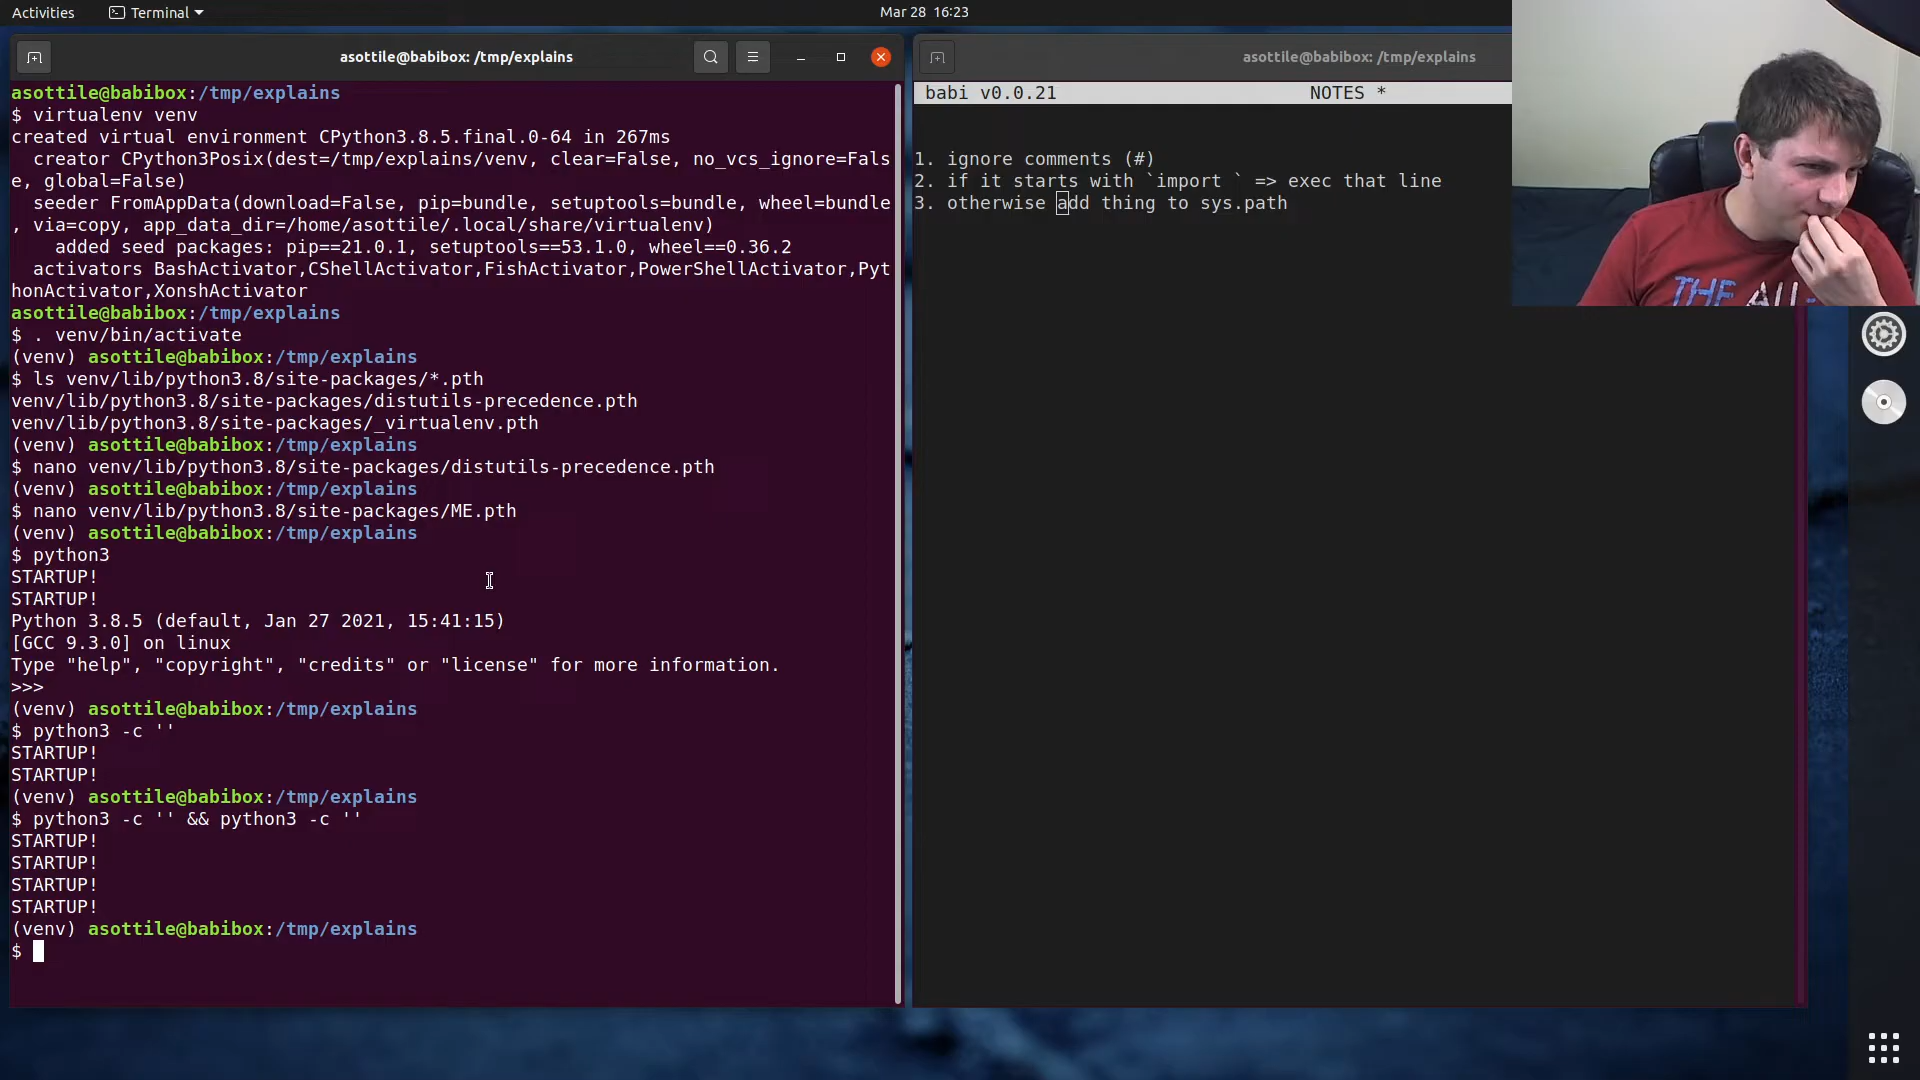 Activities
Terminal
Mar 28 16:23
asottile@babibox: /tmp/explains
asottile@babibox:/tmp/explains
$ virtualenv venv
created virtual environment CPython3.8.5.final.0-64 in 267ms
  creator CPython3Posix(dest=/tmp/explains/venv, clear=False, no_vcs_ignore=Fals
e, global=False)
  seeder FromAppData(download=False, pip=bundle, setuptools=bundle, wheel=bundle
, via=copy, app_data_dir=/home/asottile/.local/share/virtualenv)
    added seed packages: pip==21.0.1, setuptools==53.1.0, wheel==0.36.2
  activators BashActivator,CShellActivator,FishActivator,PowerShellActivator,Pyt
honActivator,XonshActivator
asottile@babibox:/tmp/explains
$ . venv/bin/activate
(venv) asottile@babibox:/tmp/explains
$ ls venv/lib/python3.8/site-packages/*.pth
venv/lib/python3.8/site-packages/distutils-precedence.pth
venv/lib/python3.8/site-packages/_virtualenv.pth
(venv) asottile@babibox:/tmp/explains
$ nano venv/lib/python3.8/site-packages/distutils-precedence.pth
(venv) asottile@babibox:/tmp/explains
$ nano venv/lib/python3.8/site-packages/ME.pth
(venv) asottile@babibox:/tmp/explains
$ python3
STARTUP!
STARTUP!
Python 3.8.5 (default, Jan 27 2021, 15:41:15)
[GCC 9.3.0] on linux
Type "help", "copyright", "credits" or "license" for more information.
>>>
(venv) asottile@babibox:/tmp/explains
$ python3 -c ''
STARTUP!
STARTUP!
(venv) asottile@babibox:/tmp/explains
$ python3 -c '' && python3 -c ''
STARTUP!
STARTUP!
STARTUP!
STARTUP!
(venv) asottile@babibox:/tmp/explains
$
asottile@babibox: /tmp/explains
babi v0.0.21 NOTES *
1. ignore comments (#)
2. if it starts with `import ` => exec that line
3. otherwise add thing to sys.path
THE ALL-